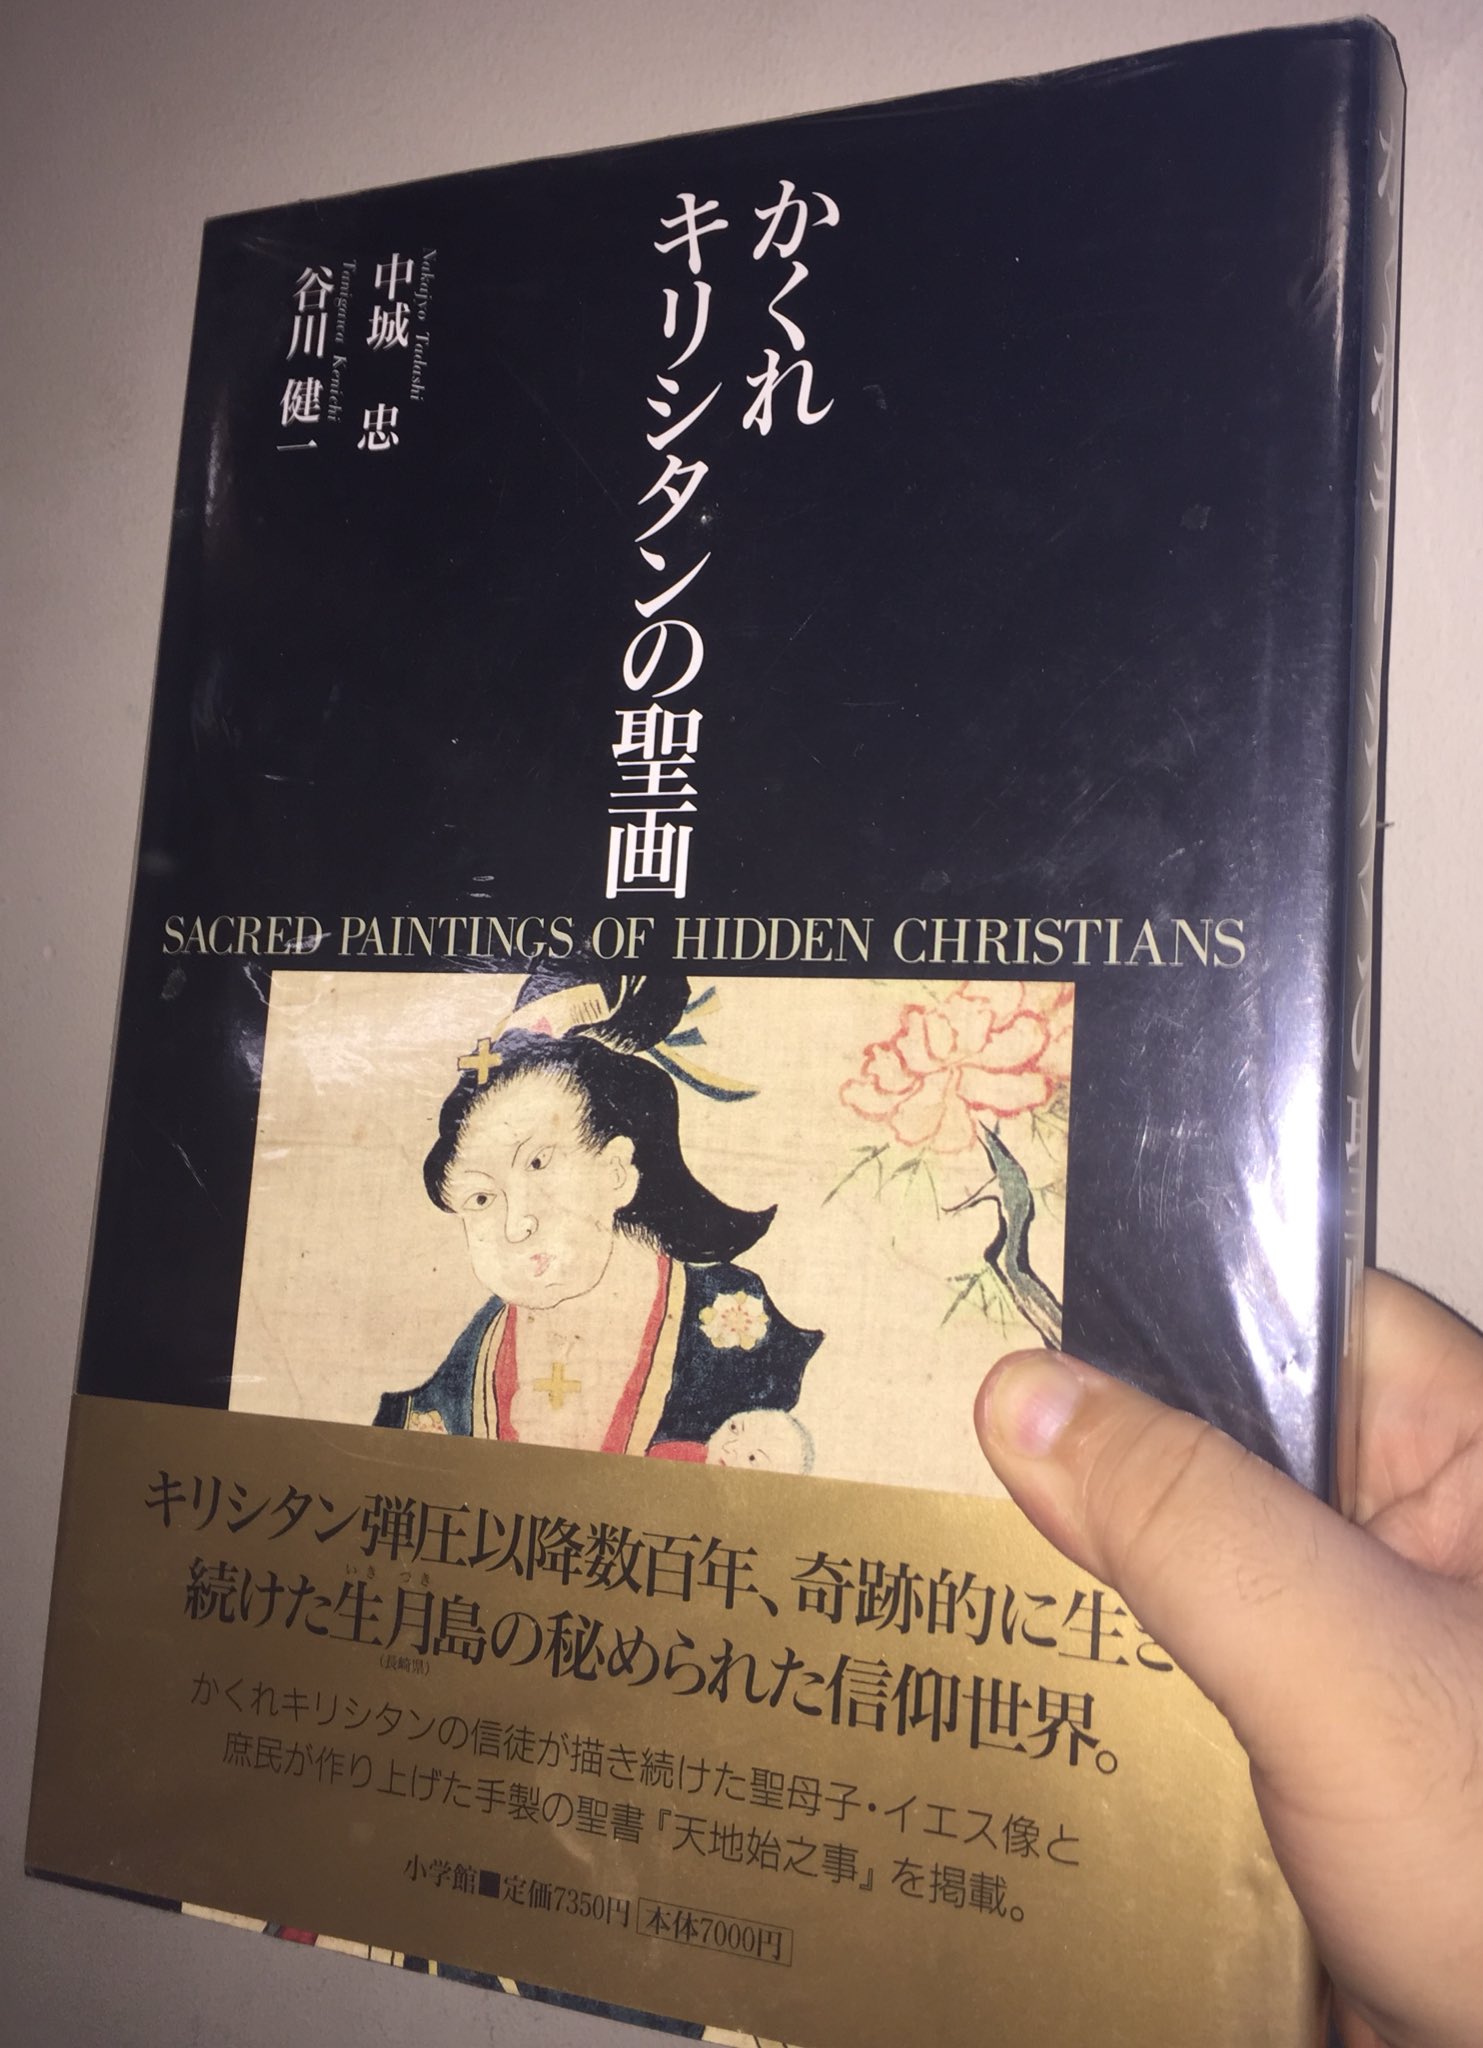 かくれ
キリシタンの聖画
Nakajyo Tadashi
中城 忠
Tanigawa Kenichi
谷川 健一
SACRED PAINTINGS OF HIDDEN CHRISTIANS
キリシタン弾圧以降数百年、奇跡的に生き
いき つき
続けた生月島の秘められた信仰世界。
(長崎県)
かくれキリシタンの信徒が描き続けた聖母子・イエス像と
庶民が作り上げた手製の聖書『天地始之事』を掲載。
小学館■定価7350円 本体7000円